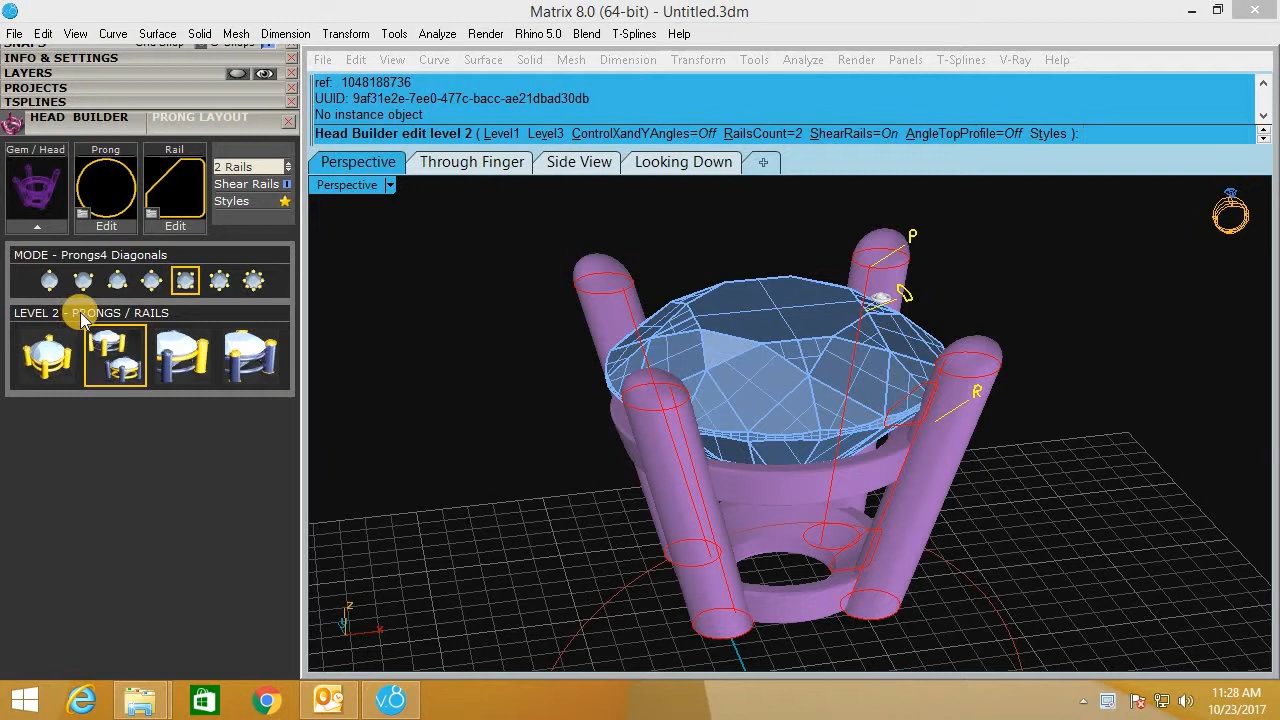 Matrix 8.0 (64-bit) - Untitled.3dm
File Edit View Curve Surface Solid Mesh Dimension Transform Tools Analyze Render Rhino 5.0 Blend T-Splines Help
SNAPS Grid Snap O-Snaps
INFO & SETTINGS
LAYERS
PROJECTS
TSPLINES
HEAD BUILDER PRONG LAYOUT
Gem / Head Prong Rail
2 Rails
Shear Rails
Styles
Edit Edit
MODE - Prongs4 Diagonals
LEVEL 2 - PRONGS / RAILS
File Edit View Curve Surface Solid Mesh Dimension Transform Tools Analyze Render Panels T-Splines V-Ray Help
ref: 1048188736
UUID: 9af31e2e-7ee0-477c-bacc-ae21dbad30db
No instance object
Head Builder edit level 2 ( Level1 Level3 ControlXandYAngles=Off RailsCount=2 ShearRails=On AngleTopProfile=Off Styles ):
Perspective Through Finger Side View Looking Down
Perspective
P
R
z
x
v.8
11:28 AM
10/23/2017